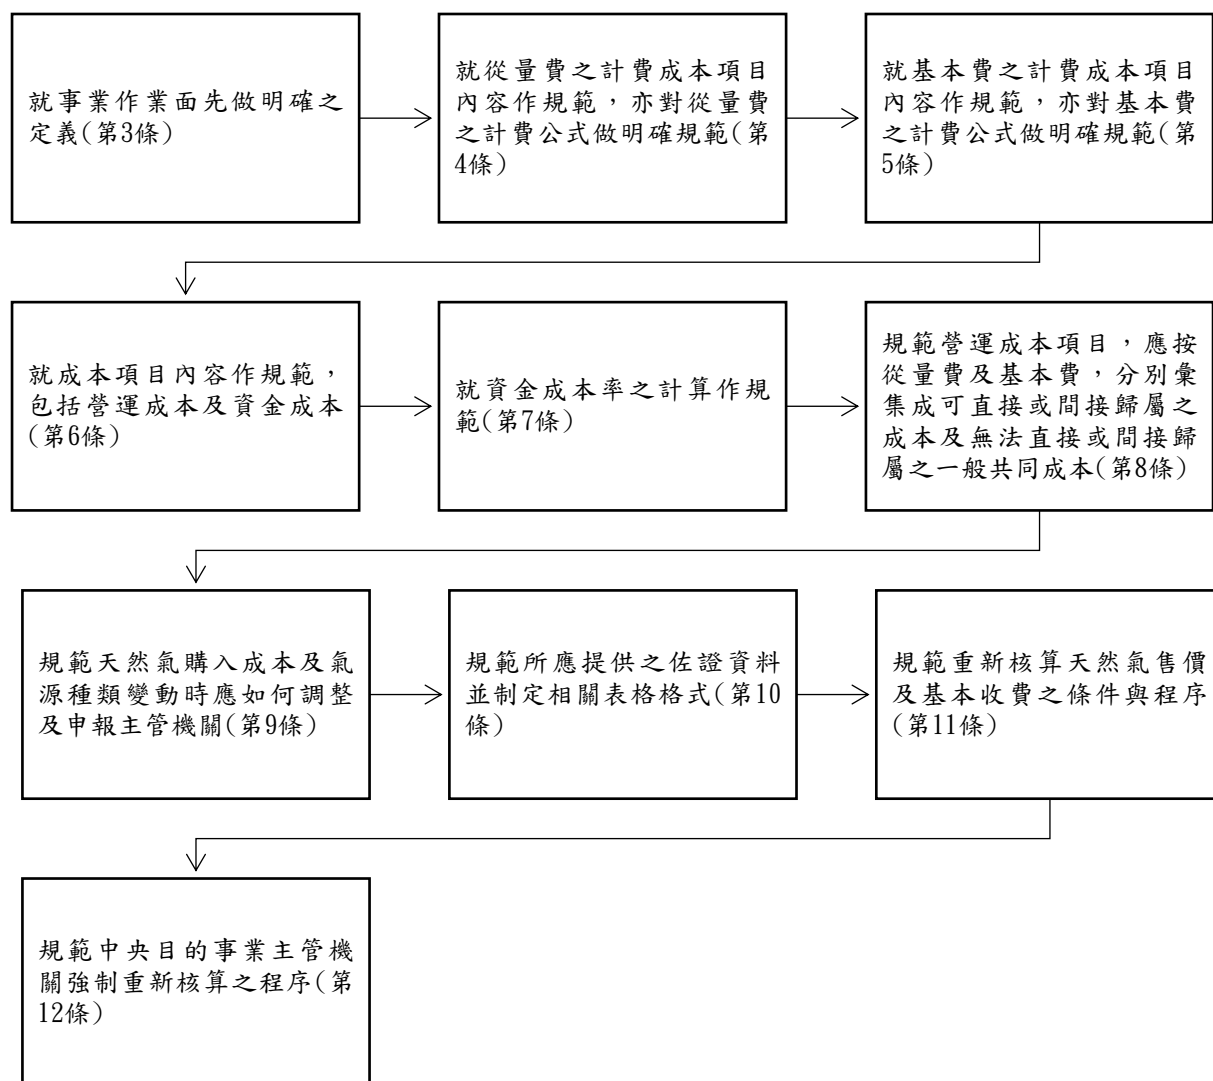 就事業作業面先做明確之
定義(第3條)
就從量費之計費成本項目
內容作規範，亦對從量費
之計費公式做明確規範(第
4條)
就基本費之計費成本項目
內容作規範，亦對基本費
之計費公式做明確規範(第
5條)
就成本項目內容作規範，
包括營運成本及資金成本
(第6條)
就資金成本率之計算作規
範(第7條)
規範營運成本項目，應按
從量費及基本費，分別彙
集成可直接或間接歸屬之
成本及無法直接或間接歸
屬之一般共同成本(第8條)
規範天然氣購入成本及氣
源種類變動時應如何調整
及申報主管機關(第9條)
規範所應提供之佐證資料
並制定相關表格格式(第10
條)
規範重新核算天然氣售價
及基本收費之條件與程序
(第11條)
規範中央目的事業主管機
關強制重新核算之程序(第
12條)